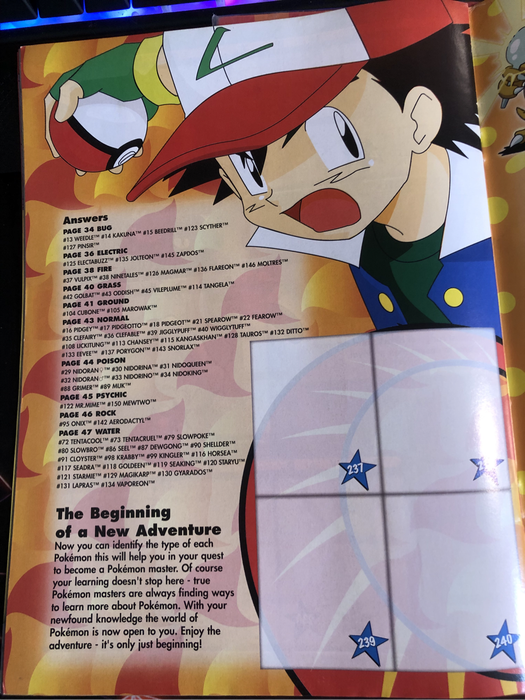 Answers
PAGE 34 BUG
#13 WEEDLE™ #14 KAKUNA™ #15 BEEDRILL™ #123 SCYTHER™
#127 PINSIR™
PAGE 36 ELECTRIC
#125 ELECTABUZZ™ #135 JOLTEON™ #145 ZAPDOS™
PAGE 38 FIRE
#37 VULPIX™ #38 NINETALES™ #126 MAGMAR™ #136 FLAREON™ #146 MOLTRES™
PAGE 40 GRASS
#42 GOLBAT™ #43 ODDISH™ #45 VILEPLUME™ #114 TANGELA™
PAGE 41 GROUND
#104 CUBONE™ #105 MAROWAK™
PAGE 43 NORMAL
#16 PIDGEY™ #17 PIDGEOTTO™ #18 PIDGEOT™ #21 SPEAROW™ #22 FEAROW™
#35 CLEFAIRY™ #36 CLEFABLE™ #39 JIGGLYPUFF™ #40 WIGGLYTUFF™
#108 LICKITUNG™ #113 CHANSEY™ #115 KANGASKHAN™ #128 TAUROS™ #132 DITTO™
#133 EEVEE™ #137 PORYGON™ #143 SNORLAX™
PAGE 44 POISON
#29 NIDORAN♀™ #30 NIDORINA™ #31 NIDOQUEEN™
#32 NIDORAN♂™ #33 NIDORINO™ #34 NIDOKING™
#88 GRIMER™ #89 MUK™
PAGE 45 PSYCHIC
#122 MR.MIME™ #150 MEWTWO™
PAGE 46 ROCK
#95 ONIX™ #142 AERODACTYL™
PAGE 47 WATER
#72 TENTACOOL™ #73 TENTACRUEL™ #79 SLOWPOKE™
#80 SLOWBRO™ #86 SEEL™ #87 DEWGONG™ #90 SHELLDER™
#91 CLOYSTER™ #98 KRABBY™ #99 KINGLER™ #116 HORSEA™
#117 SEADRA™ #118 GOLDEEN™ #119 SEAKING™ #120 STARYU™
#121 STARMIE™ #129 MAGIKARP™ #130 GYARADOS™
#131 LAPRAS™ #134 VAPOREON™
The Beginning
of a New Adventure
Now you can identify the type of each
Pokémon this will help you in your quest
to become a Pokémon master. Of course
your learning doesn't stop here - true
Pokémon masters are always finding ways
to learn more about Pokémon. With your
newfound knowledge the world of
Pokémon is now open to you. Enjoy the
adventure - it's only just beginning!
237
239
240